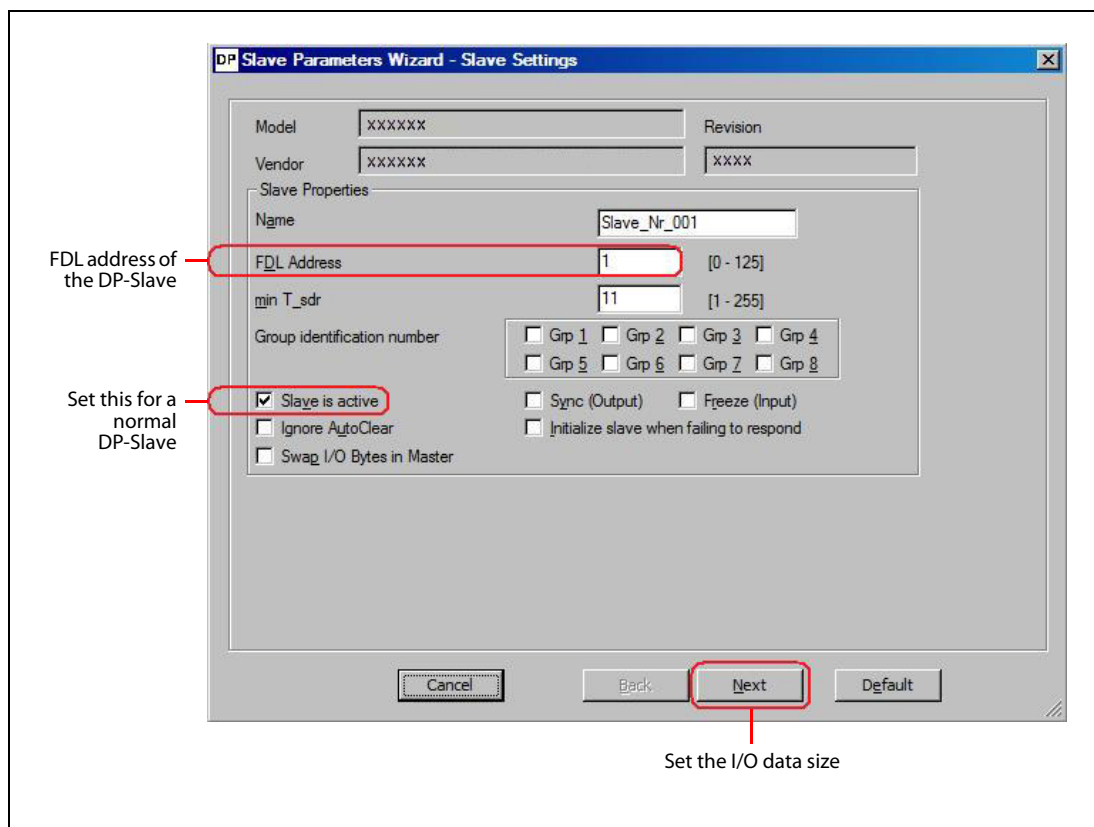 DP Slave Parameters Wizard - Slave Settings
Model xxxxxx Revision
Vendor xxxxxx xxxx
Slave Properties
Name Slave_Nr_001
FDL address of
the DP-Slave
FDL Address 1 [0 - 125]
min T_sdr 11 [1 - 255]
Group identification number Grp 1 Grp 2 Grp 3 Grp 4
Grp 5 Grp 6 Grp 7 Grp 8
Set this for a
normal
DP-Slave
Slave is active Sync (Output) Freeze (Input)
Ignore AutoClear Initialize slave when failing to respond
Swap I/O Bytes in Master
Cancel Back Next Default
Set the I/O data size